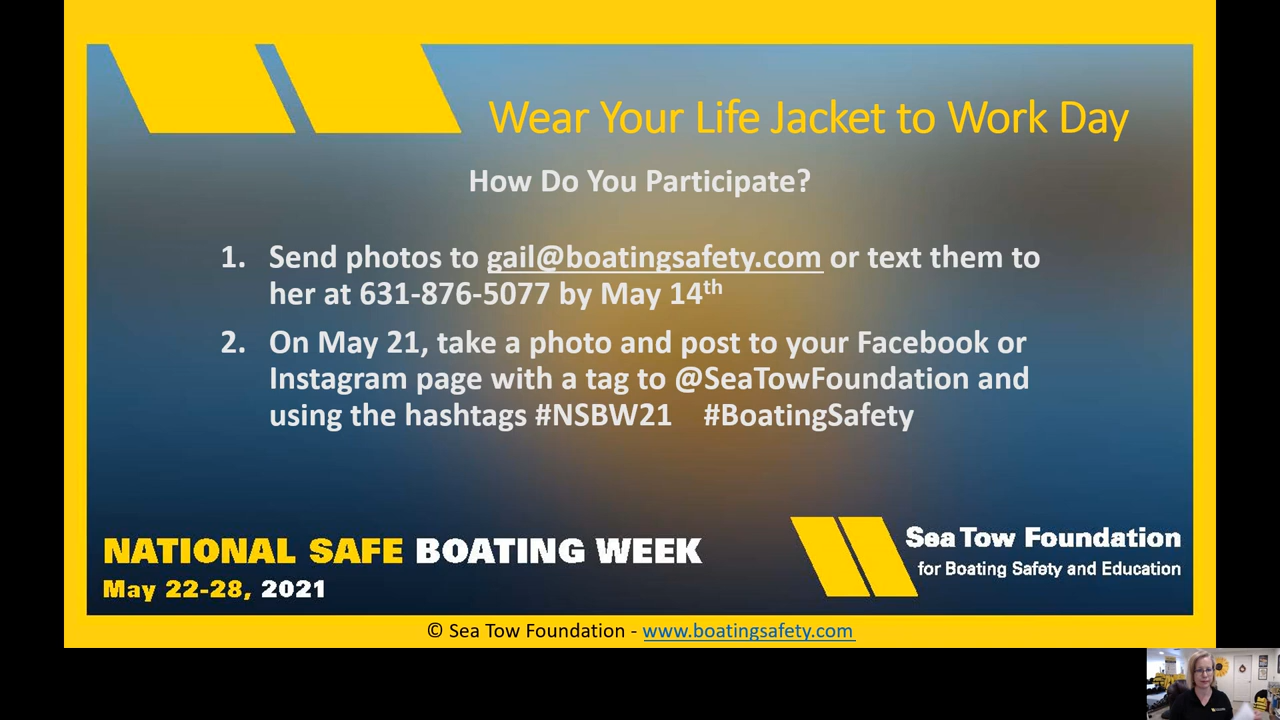 Wear Your Life Jacket to Work Day
How Do You Participate?
1. Send photos to gail@boatingsafety.com or text them to
her at 631-876-5077 by May 14th
2. On May 21, take a photo and post to your Facebook or
Instagram page with a tag to @SeaTowFoundation and
using the hashtags #NSBW21 #BoatingSafety
NATIONAL SAFE BOATING WEEK
May 22-28, 2021
Sea Tow Foundation
for Boating Safety and Education
© Sea Tow Foundation - www.boatingsafety.com